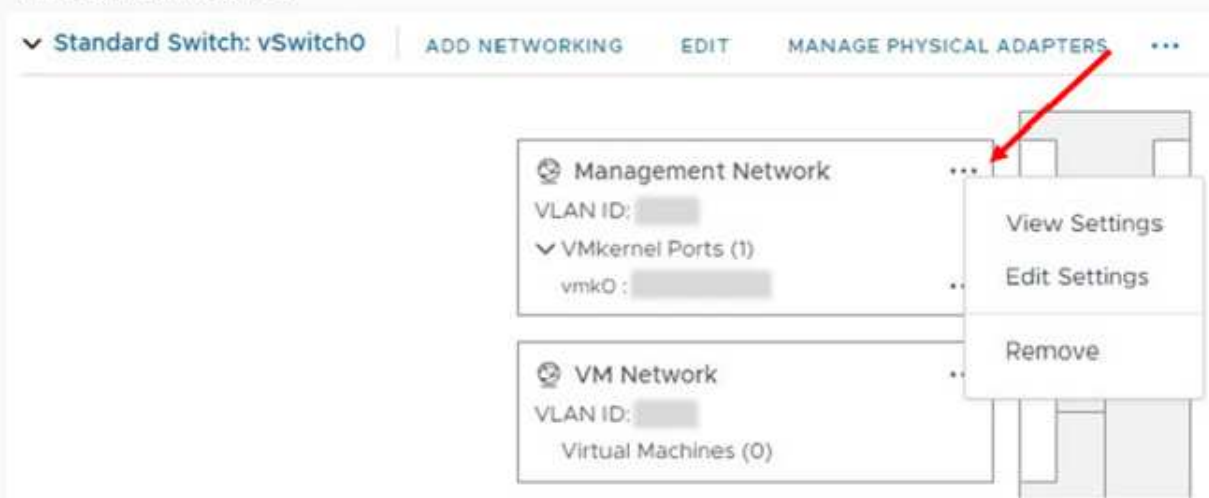 Standard Switch: vSwitch0 ADD NETWORKING EDIT MANAGE PHYSICAL ADAPTERS ...
Management Network ...
VLAN ID:
VMkernel Ports (1)
vmk0 :
View Settings
Edit Settings
Remove
VM Network
VLAN ID:
Virtual Machines (0)